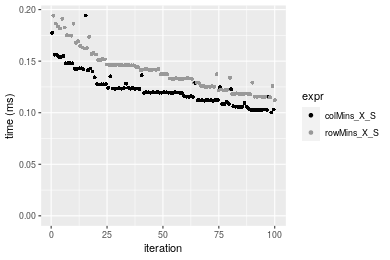 0.20
0.15
0.10
0.05
0.00
time (ms)
0
25
50
75
100
iteration
expr
colMins_X_S
rowMins_X_S